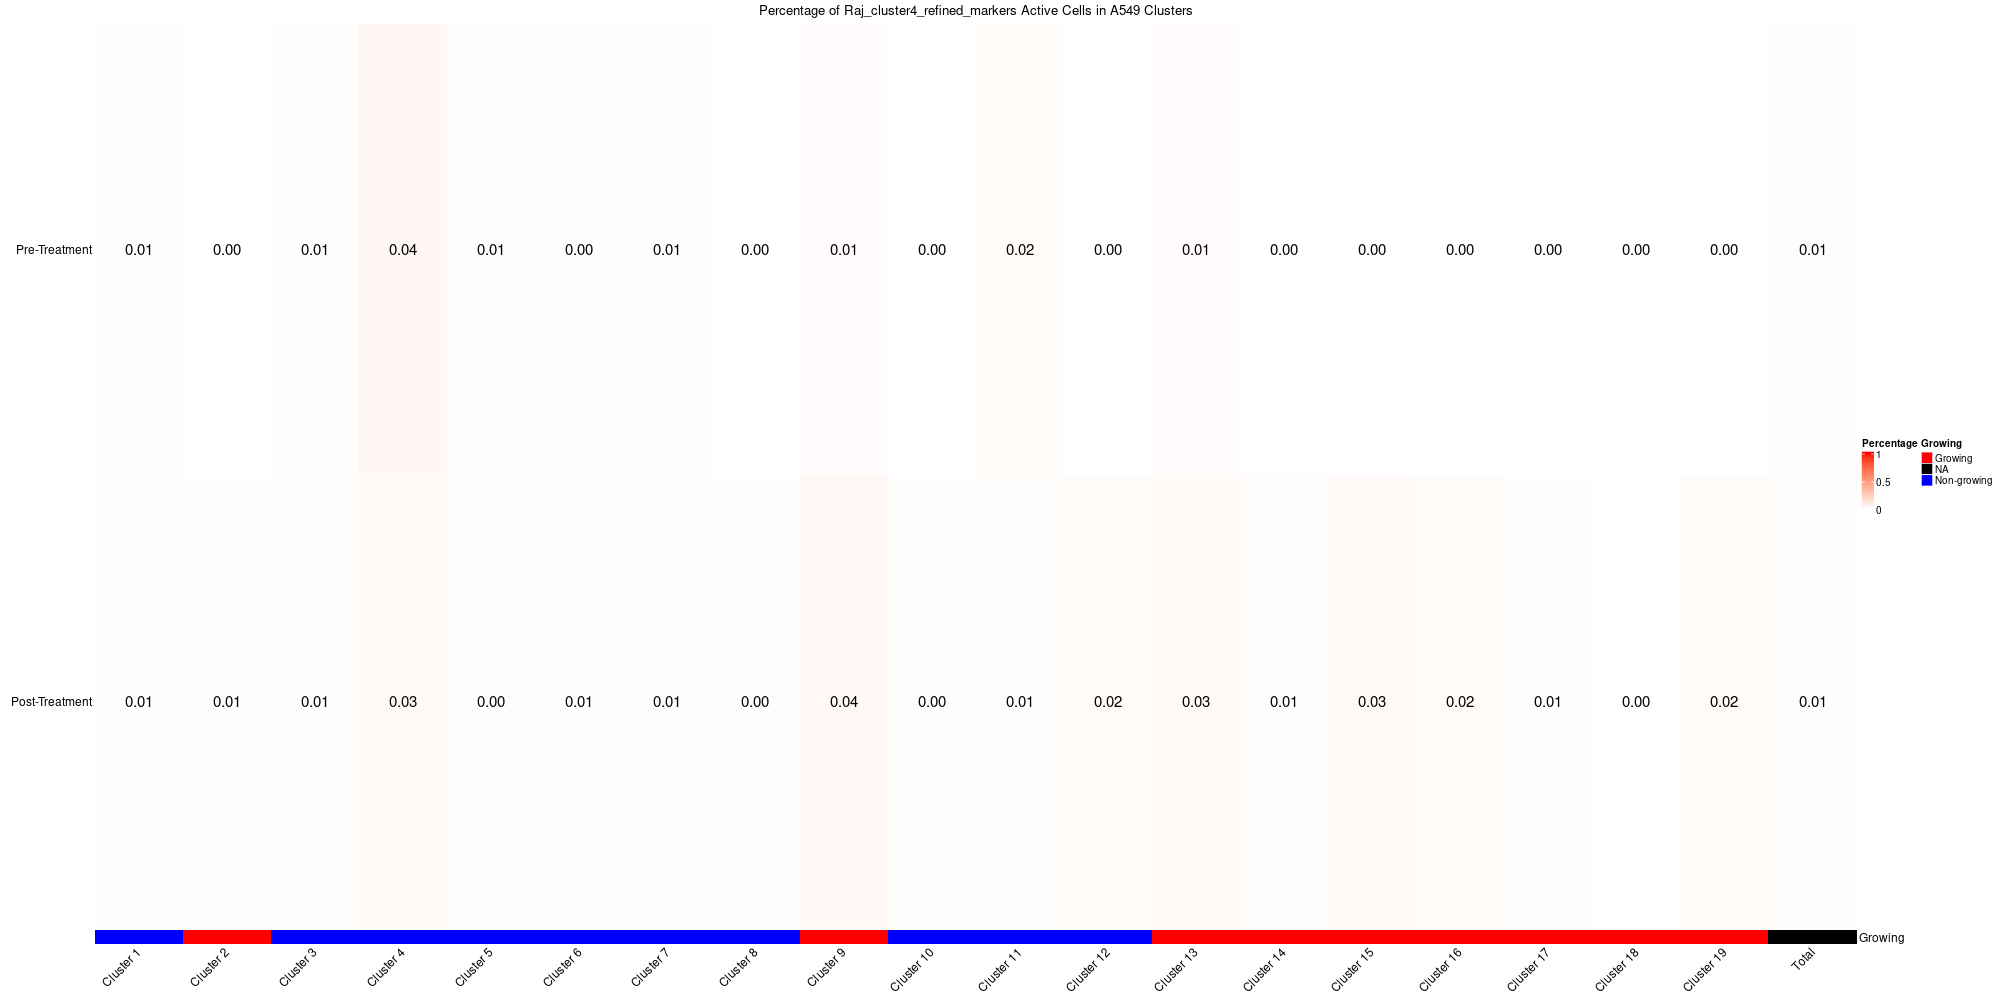 Percentage of Raj_cluster4_refined_markers Active Cells in A549 Clusters
Pre-Treatment 0.01 0.00 0.01 0.04 0.01 0.00 0.01 0.00 0.01 0.00 0.02 0.00 0.01 0.00 0.00 0.00 0.00 0.00 0.00 0.01
Percentage Growing
1 Growing
NA
0.5 Non-growing
0
Post-Treatment 0.01 0.01 0.01 0.03 0.00 0.01 0.01 0.00 0.04 0.00 0.01 0.02 0.03 0.01 0.03 0.02 0.01 0.00 0.02 0.01
Growing
Cluster 1 Cluster 2 Cluster 3 Cluster 4 Cluster 5 Cluster 6 Cluster 7 Cluster 8 Cluster 9 Cluster 10 Cluster 11 Cluster 12 Cluster 13 Cluster 14 Cluster 15 Cluster 16 Cluster 17 Cluster 18 Cluster 19 Total